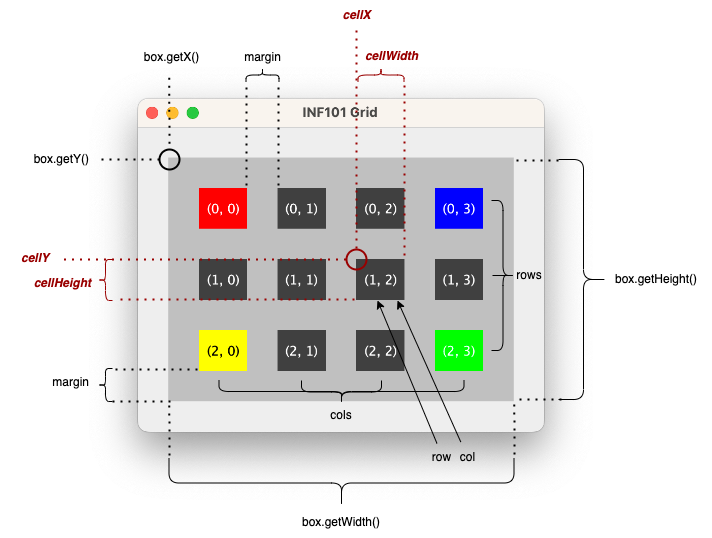 cellX
box.getX()
margin
cellWidth
INF101 Grid
box.getY()
(0, 0)
(0, 1)
(0, 2)
(0, 3)
cellY
cellHeight
(1, 0)
(1, 1)
(1, 2)
(1, 3)
rows
box.getHeight()
(2, 0)
(2, 1)
(2, 2)
(2, 3)
margin
cols
row
col
box.getWidth()